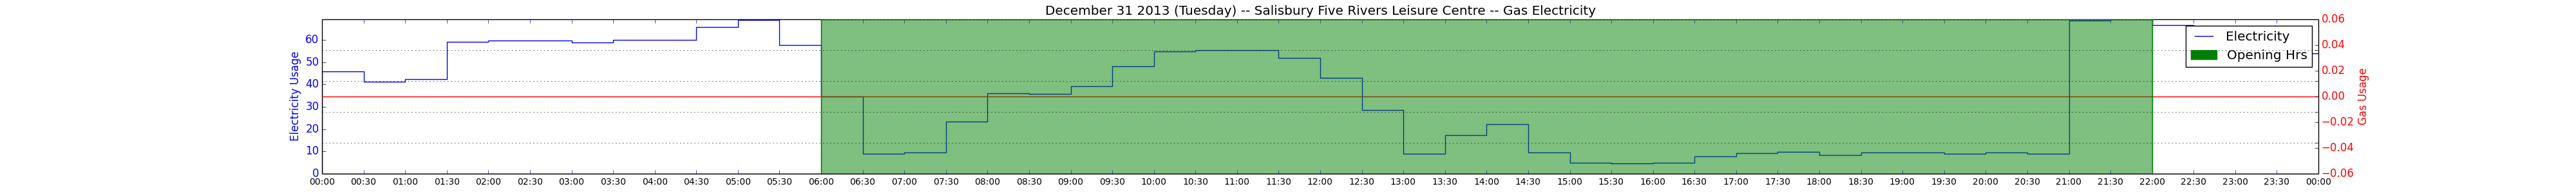 December 31 2013 (Tuesday) -- Salisbury Five Rivers Leisure Centre -- Gas Electricity
Electricity Usage
60
50
40
30
20
10
0
Electricity
Opening Hrs
0.06
0.04
0.02
0.00
−0.02
−0.04
−0.06
Gas Usage
00:00 00:30 01:00 01:30 02:00 02:30 03:00 03:30 04:00 04:30 05:00 05:30 06:00 06:30 07:00 07:30 08:00 08:30 09:00 09:30 10:00 10:30 11:00 11:30 12:00 12:30 13:00 13:30 14:00 14:30 15:00 15:30 16:00 16:30 17:00 17:30 18:00 18:30 19:00 19:30 20:00 20:30 21:00 21:30 22:00 22:30 23:00 23:30 00:00